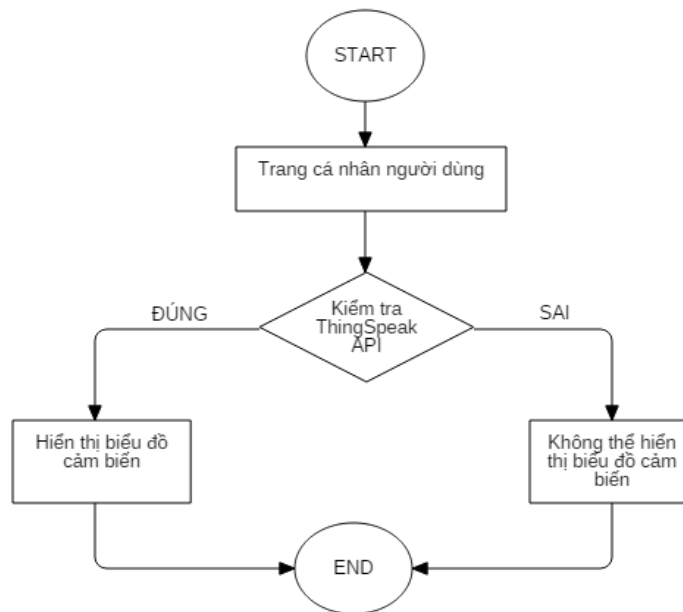 START
Trang cá nhân người dùng
Kiểm tra
ThingSpeak
API
ĐÚNG
SAI
Hiển thị biểu đồ
cảm biến
Không thể hiển
thị biểu đồ cảm
biến
END